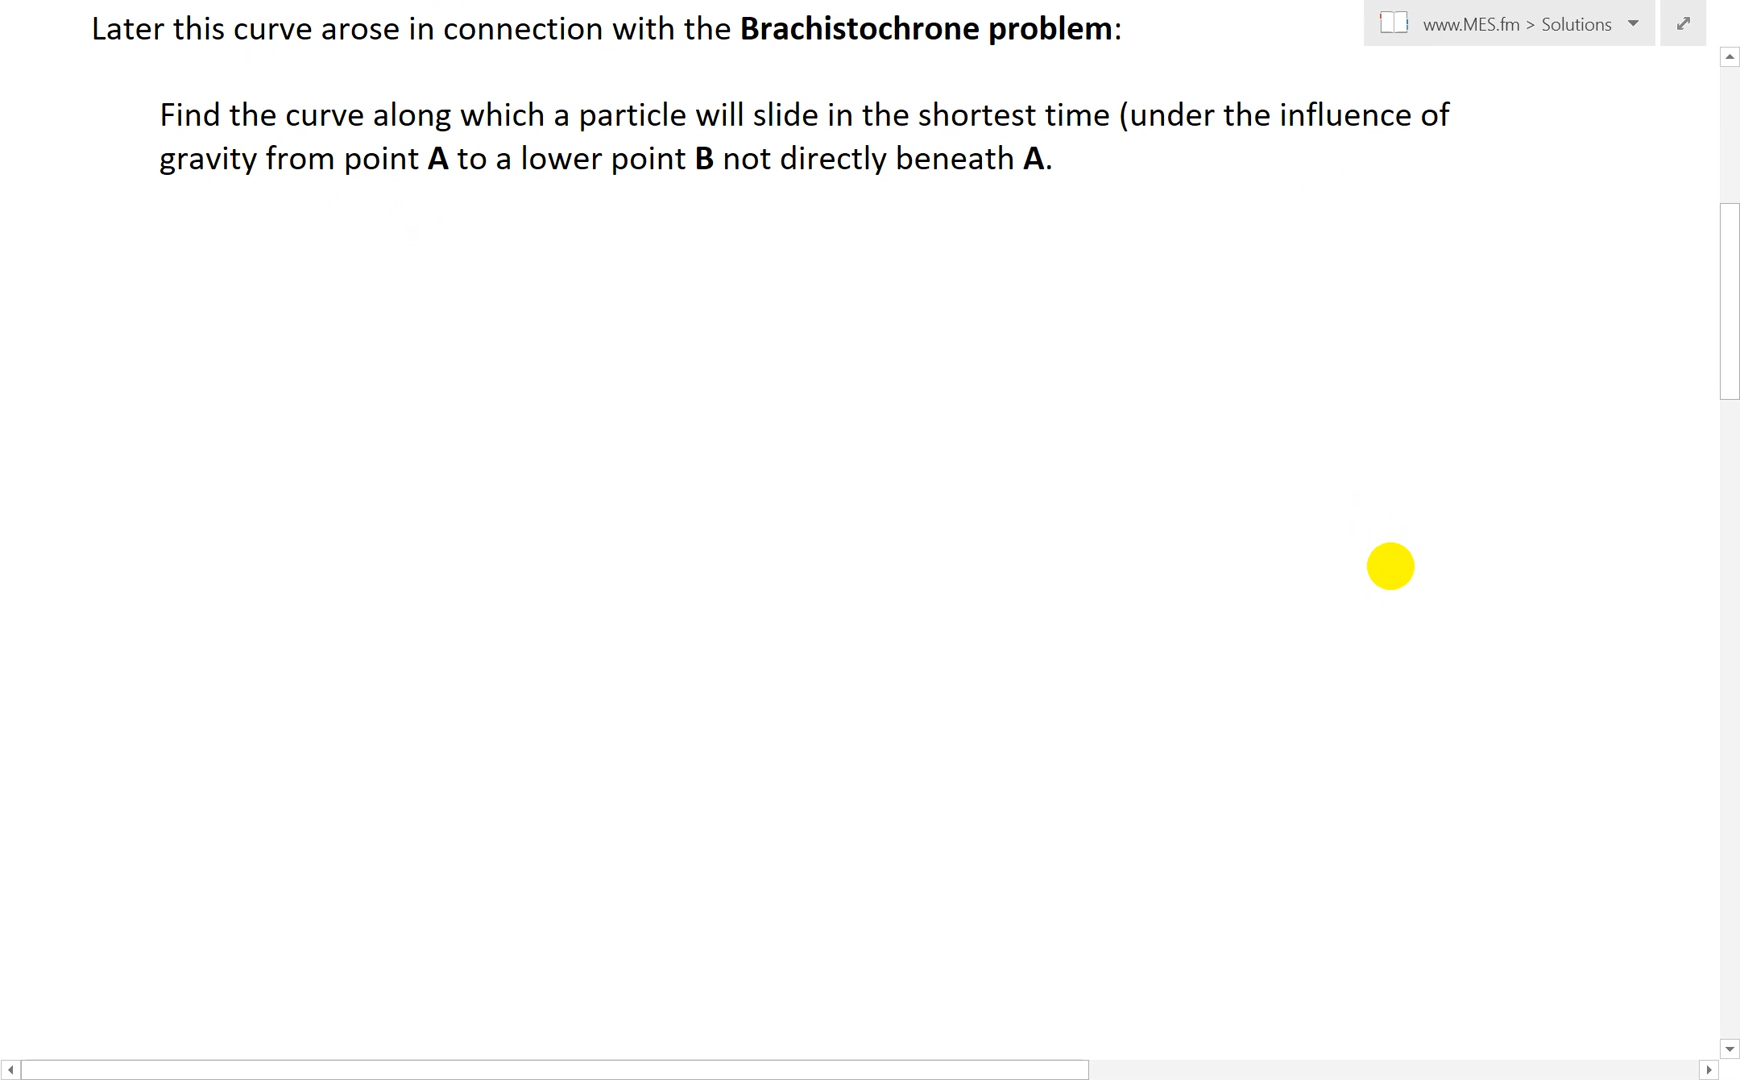 Later this curve arose in connection with the Brachistochrone problem:
www.MES.fm > Solutions
Find the curve along which a particle will slide in the shortest time (under the influence of
gravity from point A to a lower point B not directly beneath A.